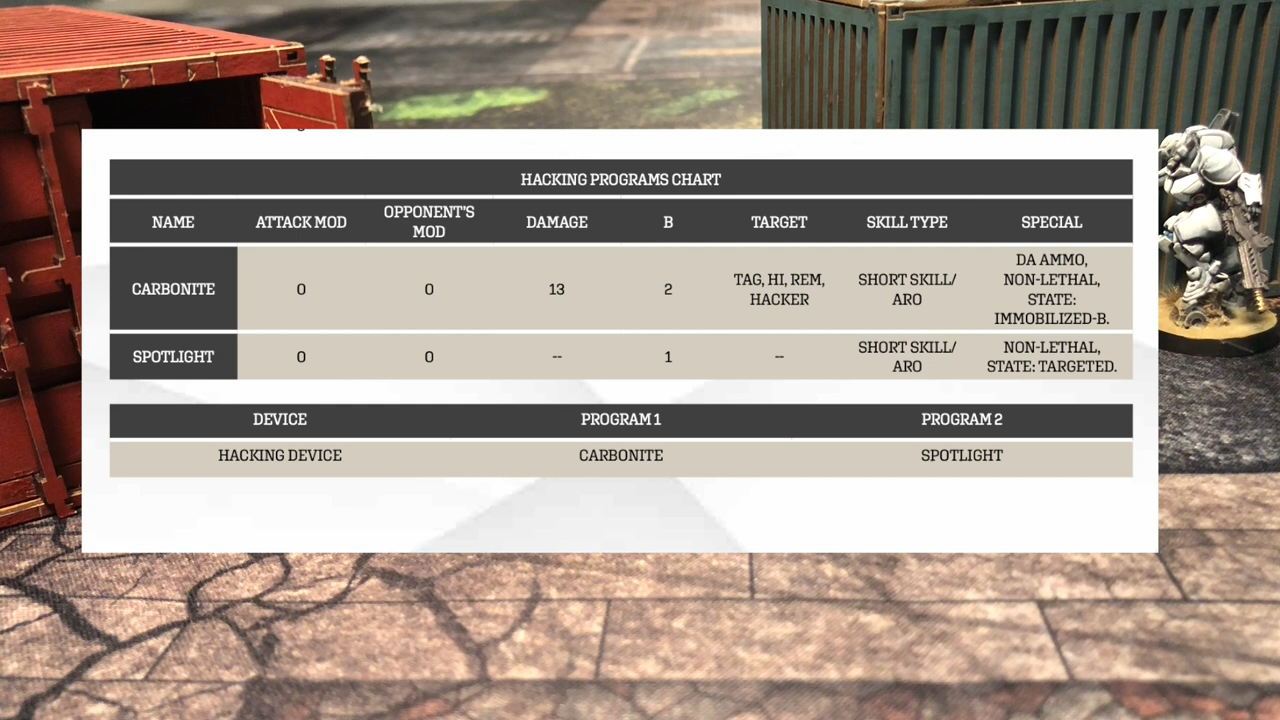 HACKING PROGRAMS CHART
NAME ATTACK MOD OPPONENT'S MOD DAMAGE B TARGET SKILL TYPE SPECIAL
CARBONITE 0 0 13 2 TAG, HI, REM, HACKER SHORT SKILL/ ARO DA AMMO, NON-LETHAL, STATE: IMMOBILIZED-B.
SPOTLIGHT 0 0 -- 1 -- SHORT SKILL/ ARO NON-LETHAL, STATE: TARGETED.
DEVICE PROGRAM 1 PROGRAM 2
HACKING DEVICE CARBONITE SPOTLIGHT